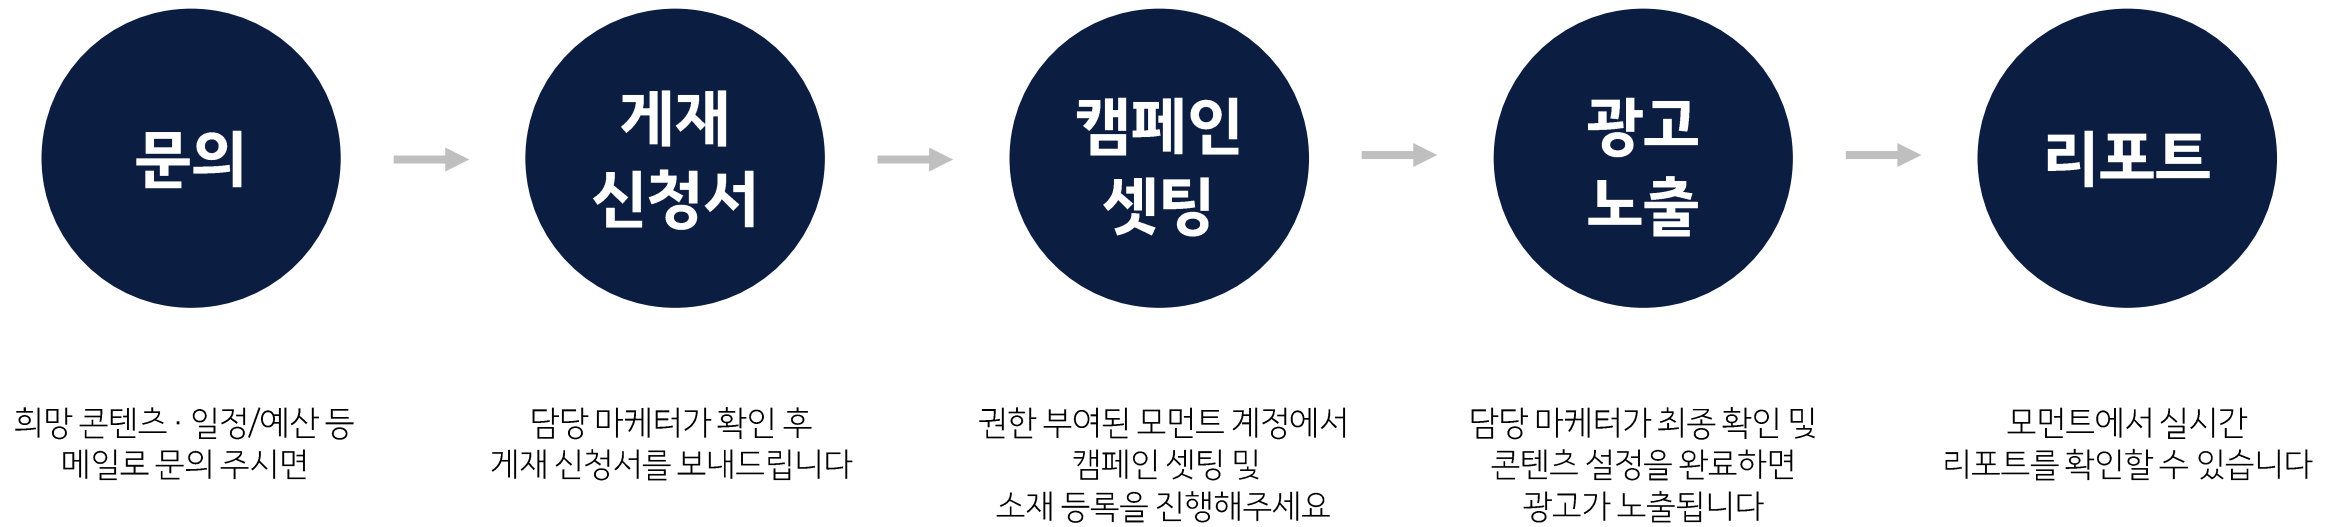 문의
게재
신청서
캠페인
셋팅
광고
노출
리포트
희망 콘텐츠 · 일정/예산 등
메일로 문의 주시면
담당 마케터가 확인 후
게재 신청서를 보내드립니다
권한 부여된 모먼트 계정에서
캠페인 셋팅 및
소재 등록을 진행해주세요
담당 마케터가 최종 확인 및
콘텐츠 설정을 완료하면
광고가 노출됩니다
모먼트에서 실시간
리포트를 확인할 수 있습니다